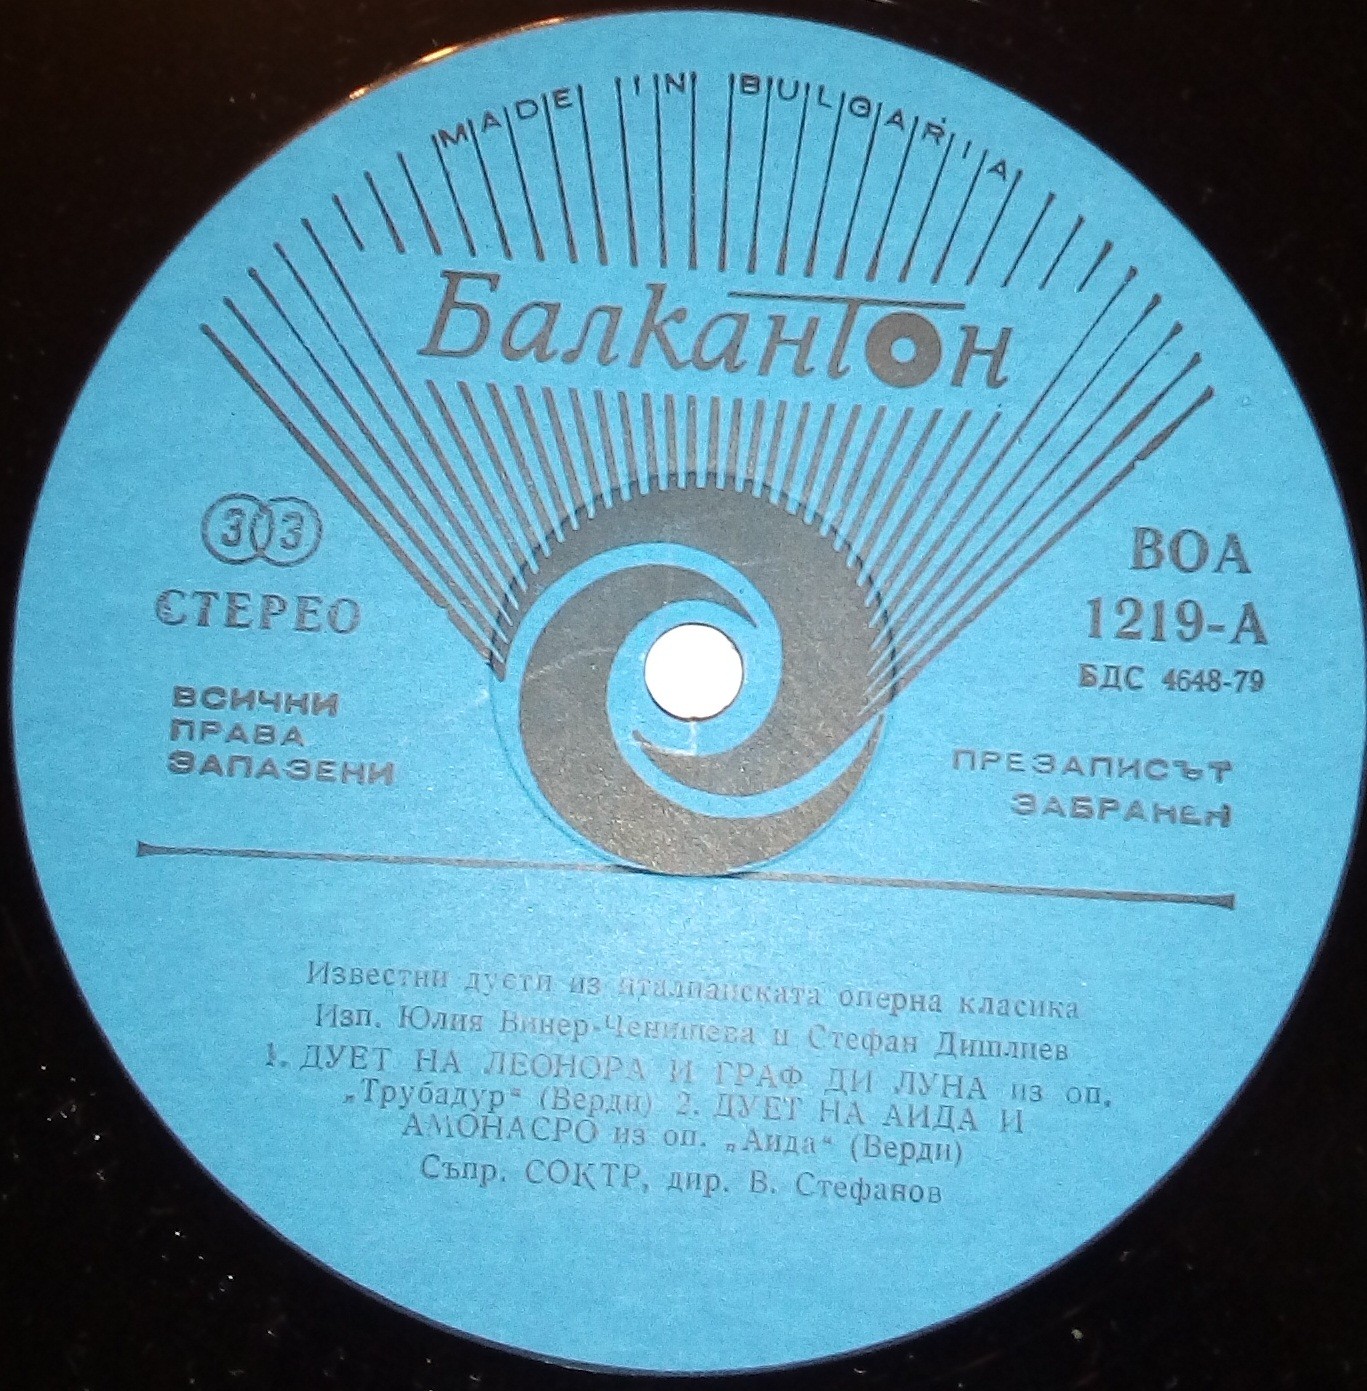 MADE IN BULGARIA
Балкантон
33
СТЕРЕО
ВСИЧНИ
ПРАВА
ЗАПАЗЕНИ
ВОА
1219-А
БДС 4648-79
ПРЕЗАПИСЪТ
ЗАБРАНЕН
Известни дуети из италианската оперна класика
Изп. Юлия Винер-Ченишева и Стефан Дишлиев
1. ДУЕТ НА ЛЕОНОРА И ГРАФ ДИ ЛУНА из оп.
„Трубадур“ (Верди) 2. ДУЕТ НА АИДА И
АМОНАСРО из оп. „Аида“ (Верди)
Съпр. СОКТР, дир. В. Стефанов